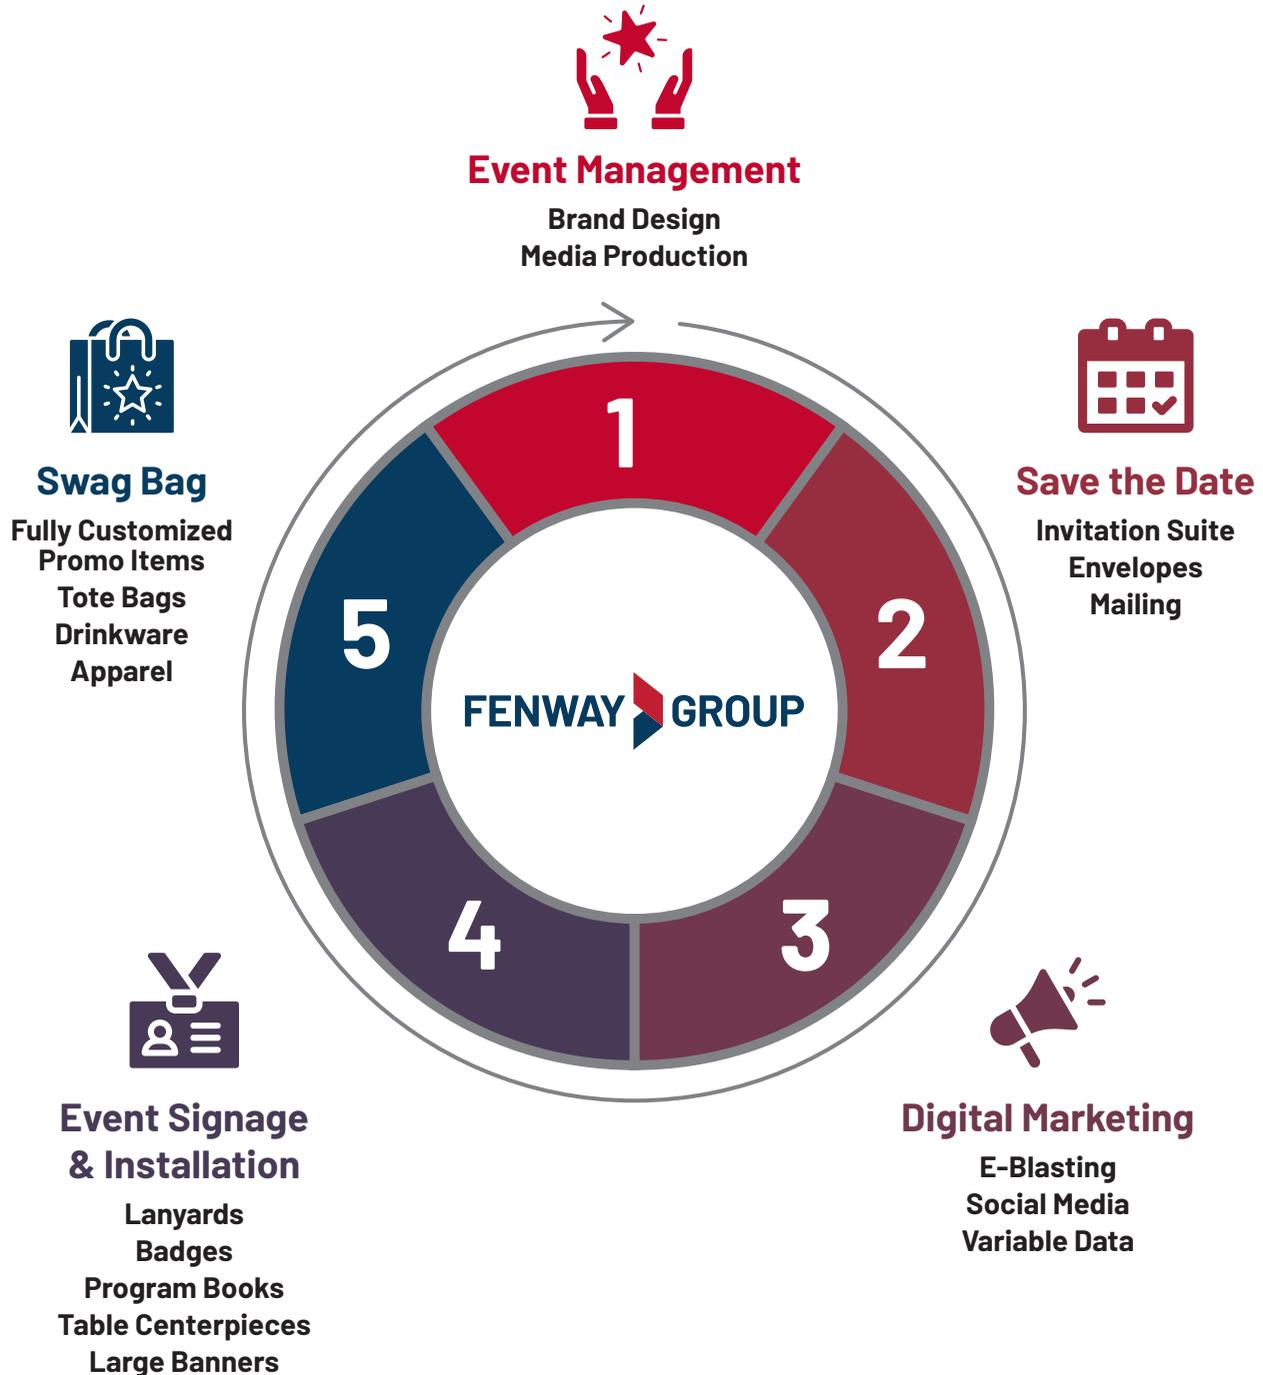 Event Management
Brand Design
Media Production
1
Save the Date
Invitation Suite
Envelopes
Mailing
2
Digital Marketing
E-Blasting
Social Media
Variable Data
3
Event Signage
& Installation
Lanyards
Badges
Program Books
Table Centerpieces
Large Banners
4
Swag Bag
Fully Customized
Promo Items
Tote Bags
Drinkware
Apparel
5
FENWAY GROUP